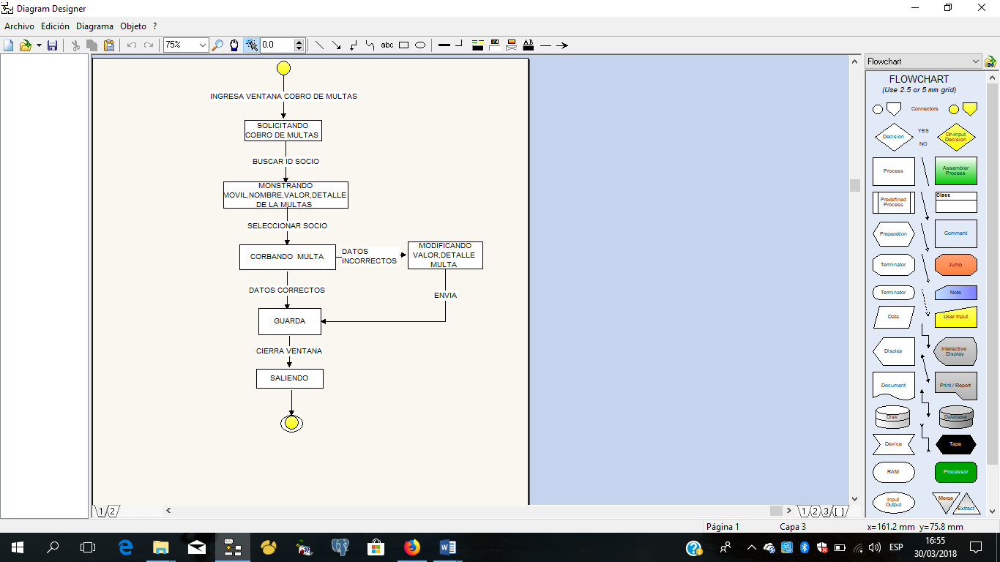 Diagram Designer
Archivo Edición Diagrama Objeto ?
75% 0.0 abc AB
INGRESA VENTANA COBRO DE MULTAS
SOLICITANDO
COBRO DE MULTAS
BUSCAR ID SOCIO
MONSTRANDO
MOVIL,NOMBRE,VALOR,DETALLE
DE LA MULTAS
SELECCIONAR SOCIO
CORBANDO MULTA
DATOS
INCORRECTOS
MODIFICANDO
VALOR,DETALLE
MULTA
DATOS CORRECTOS
ENVIA
GUARDA
CIERRA VENTANA
SALIENDO
Flowchart
FLOWCHART
(Use 2.5 or 5 mm grid)
Connectors
Decision
YES
NO
On-Input
Decision
Process
Assembler
Process
Predefined
Process
Class
Preparation
Comment
Terminator
Jump
Terminator
Note
Data
User Input
Display
Interactive
Display
Document
Print / Report
Disk
Database
Device
Tape
RAM
Processor
Input
Output
Merge
Extract
1 2
1 2 3 [ ]
Página 1 Capa 3 x=161.2 mm y=75.8 mm
ESP
16:55
30/03/2018